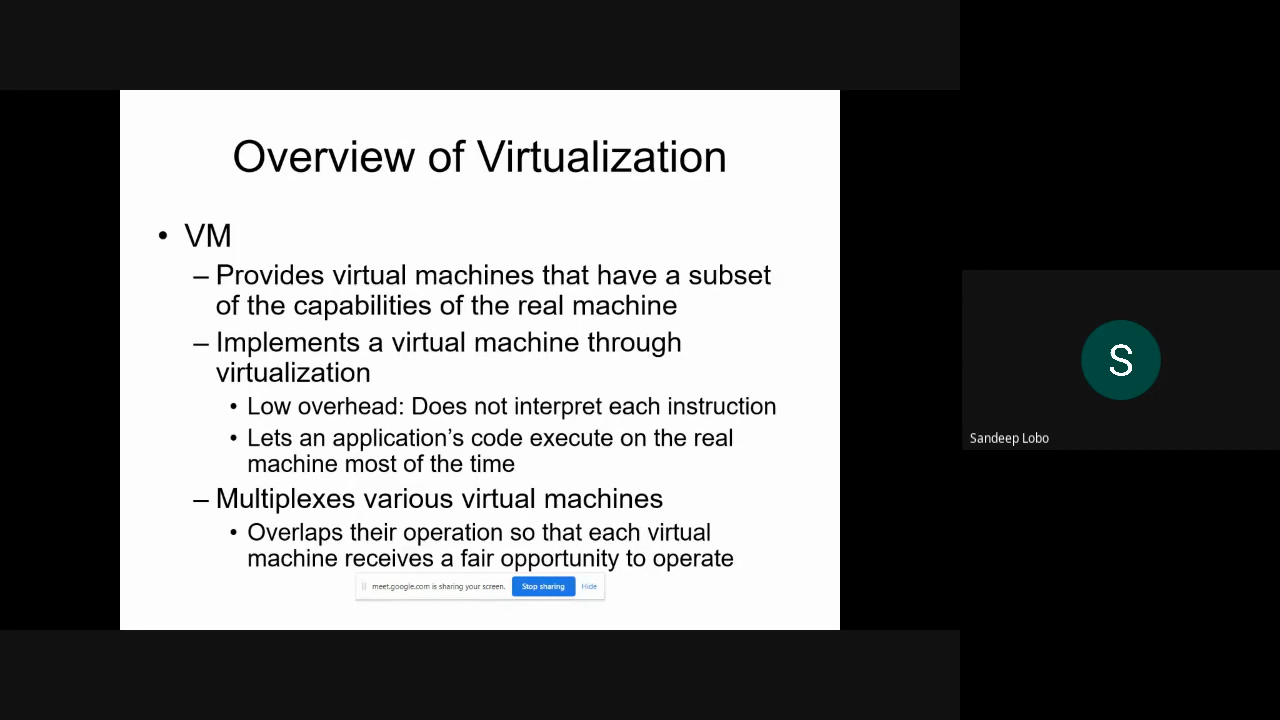 Overview of Virtualization
• VM
– Provides virtual machines that have a subset
of the capabilities of the real machine
– Implements a virtual machine through
virtualization
• Low overhead: Does not interpret each instruction
• Lets an application’s code execute on the real
machine most of the time
– Multiplexes various virtual machines
• Overlaps their operation so that each virtual
machine receives a fair opportunity to operate
meet.google.com is sharing your screen. Stop sharing Hide
S
Sandeep Lobo